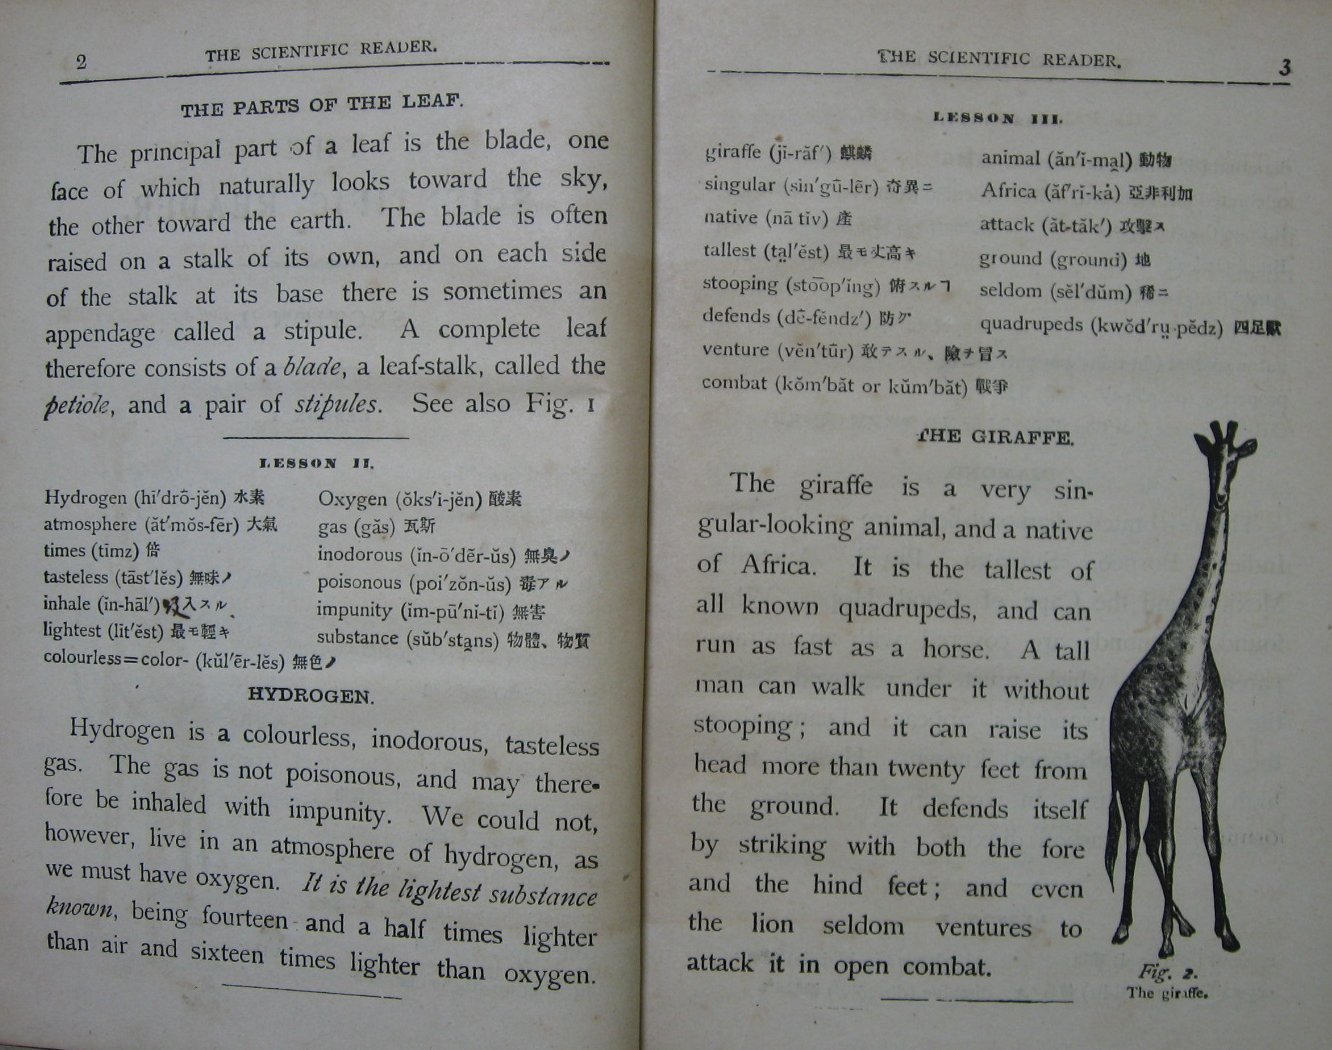 2
THE SCIENTIFIC READER.
THE PARTS OF THE LEAF.
The principal part of a leaf is the blade, one
face of which naturally looks toward the sky,
the other toward the earth. The blade is often
raised on a stalk of its own, and on each side
of the stalk at its base there is sometimes an
appendage called a stipule. A complete leaf
therefore consists of a blade, a leaf-stalk, called the
petiole, and a pair of stipules. See also Fig. 1
LESSON II.
Hydrogen (hī′drō-jĕn) 水素
atmosphere (ăt′mŏs-fēr) 大氣
times (tīmz) 倍
tasteless (tāst′lĕs) 無味ノ
inhale (ĭn-hāl′) 吸入スル
lightest (līt′ĕst) 最モ輕キ
colourless=color- (kŭl′ēr-lĕs) 無色ノ
Oxygen (ŏks′i-jĕn) 酸素
gas (găs) 瓦斯
inodorous (ĭn-ō′dēr-ŭs) 無臭ノ
poisonous (poi′zŏn-ŭs) 毒アル
impunity (ĭm-pū′nĭ-tĭ) 無害
substance (sŭb′stạns) 物體、物質
HYDROGEN.
Hydrogen is a colourless, inodorous, tasteless
gas. The gas is not poisonous, and may there-
fore be inhaled with impunity. We could not,
however, live in an atmosphere of hydrogen, as
we must have oxygen. It is the lightest substance
known, being fourteen and a half times lighter
than air and sixteen times lighter than oxygen.
THE SCIENTIFIC READER.
3
LESSON III.
giraffe (jĭ-răf′) 麒麟
singular (sĭn′gū-lēr) 奇異ニ
native (nā tĭv) 産
tallest (ta̤l′ĕst) 最モ丈高キ
stooping (sto͞op′ing) 俯スルヿ
defends (dē-fĕndz′) 防グ
venture (vĕn′tūr) 敢テスル、險チ冒ス
combat (kŏm′băt or kŭm′băt) 戰爭
animal (ăn′ĭ-mạl) 動物
Africa (ăf′rĭ-kȧ) 亞非利加
attack (ăt-tăk′) 攻擊ス
ground (ground) 地
seldom (sĕl′dŭm) 稀ニ
quadrupeds (kwŏd′rṳ-pĕdz) 四足獸
THE GIRAFFE.
The giraffe is a very sin-
gular-looking animal, and a native
of Africa. It is the tallest of
all known quadrupeds, and can
run as fast as a horse. A tall
man can walk under it without
stooping; and it can raise its
head more than twenty feet from
the ground. It defends itself
by striking with both the fore
and the hind feet; and even
the lion seldom ventures to
attack it in open combat.
Fig. 2.
The giraffe.